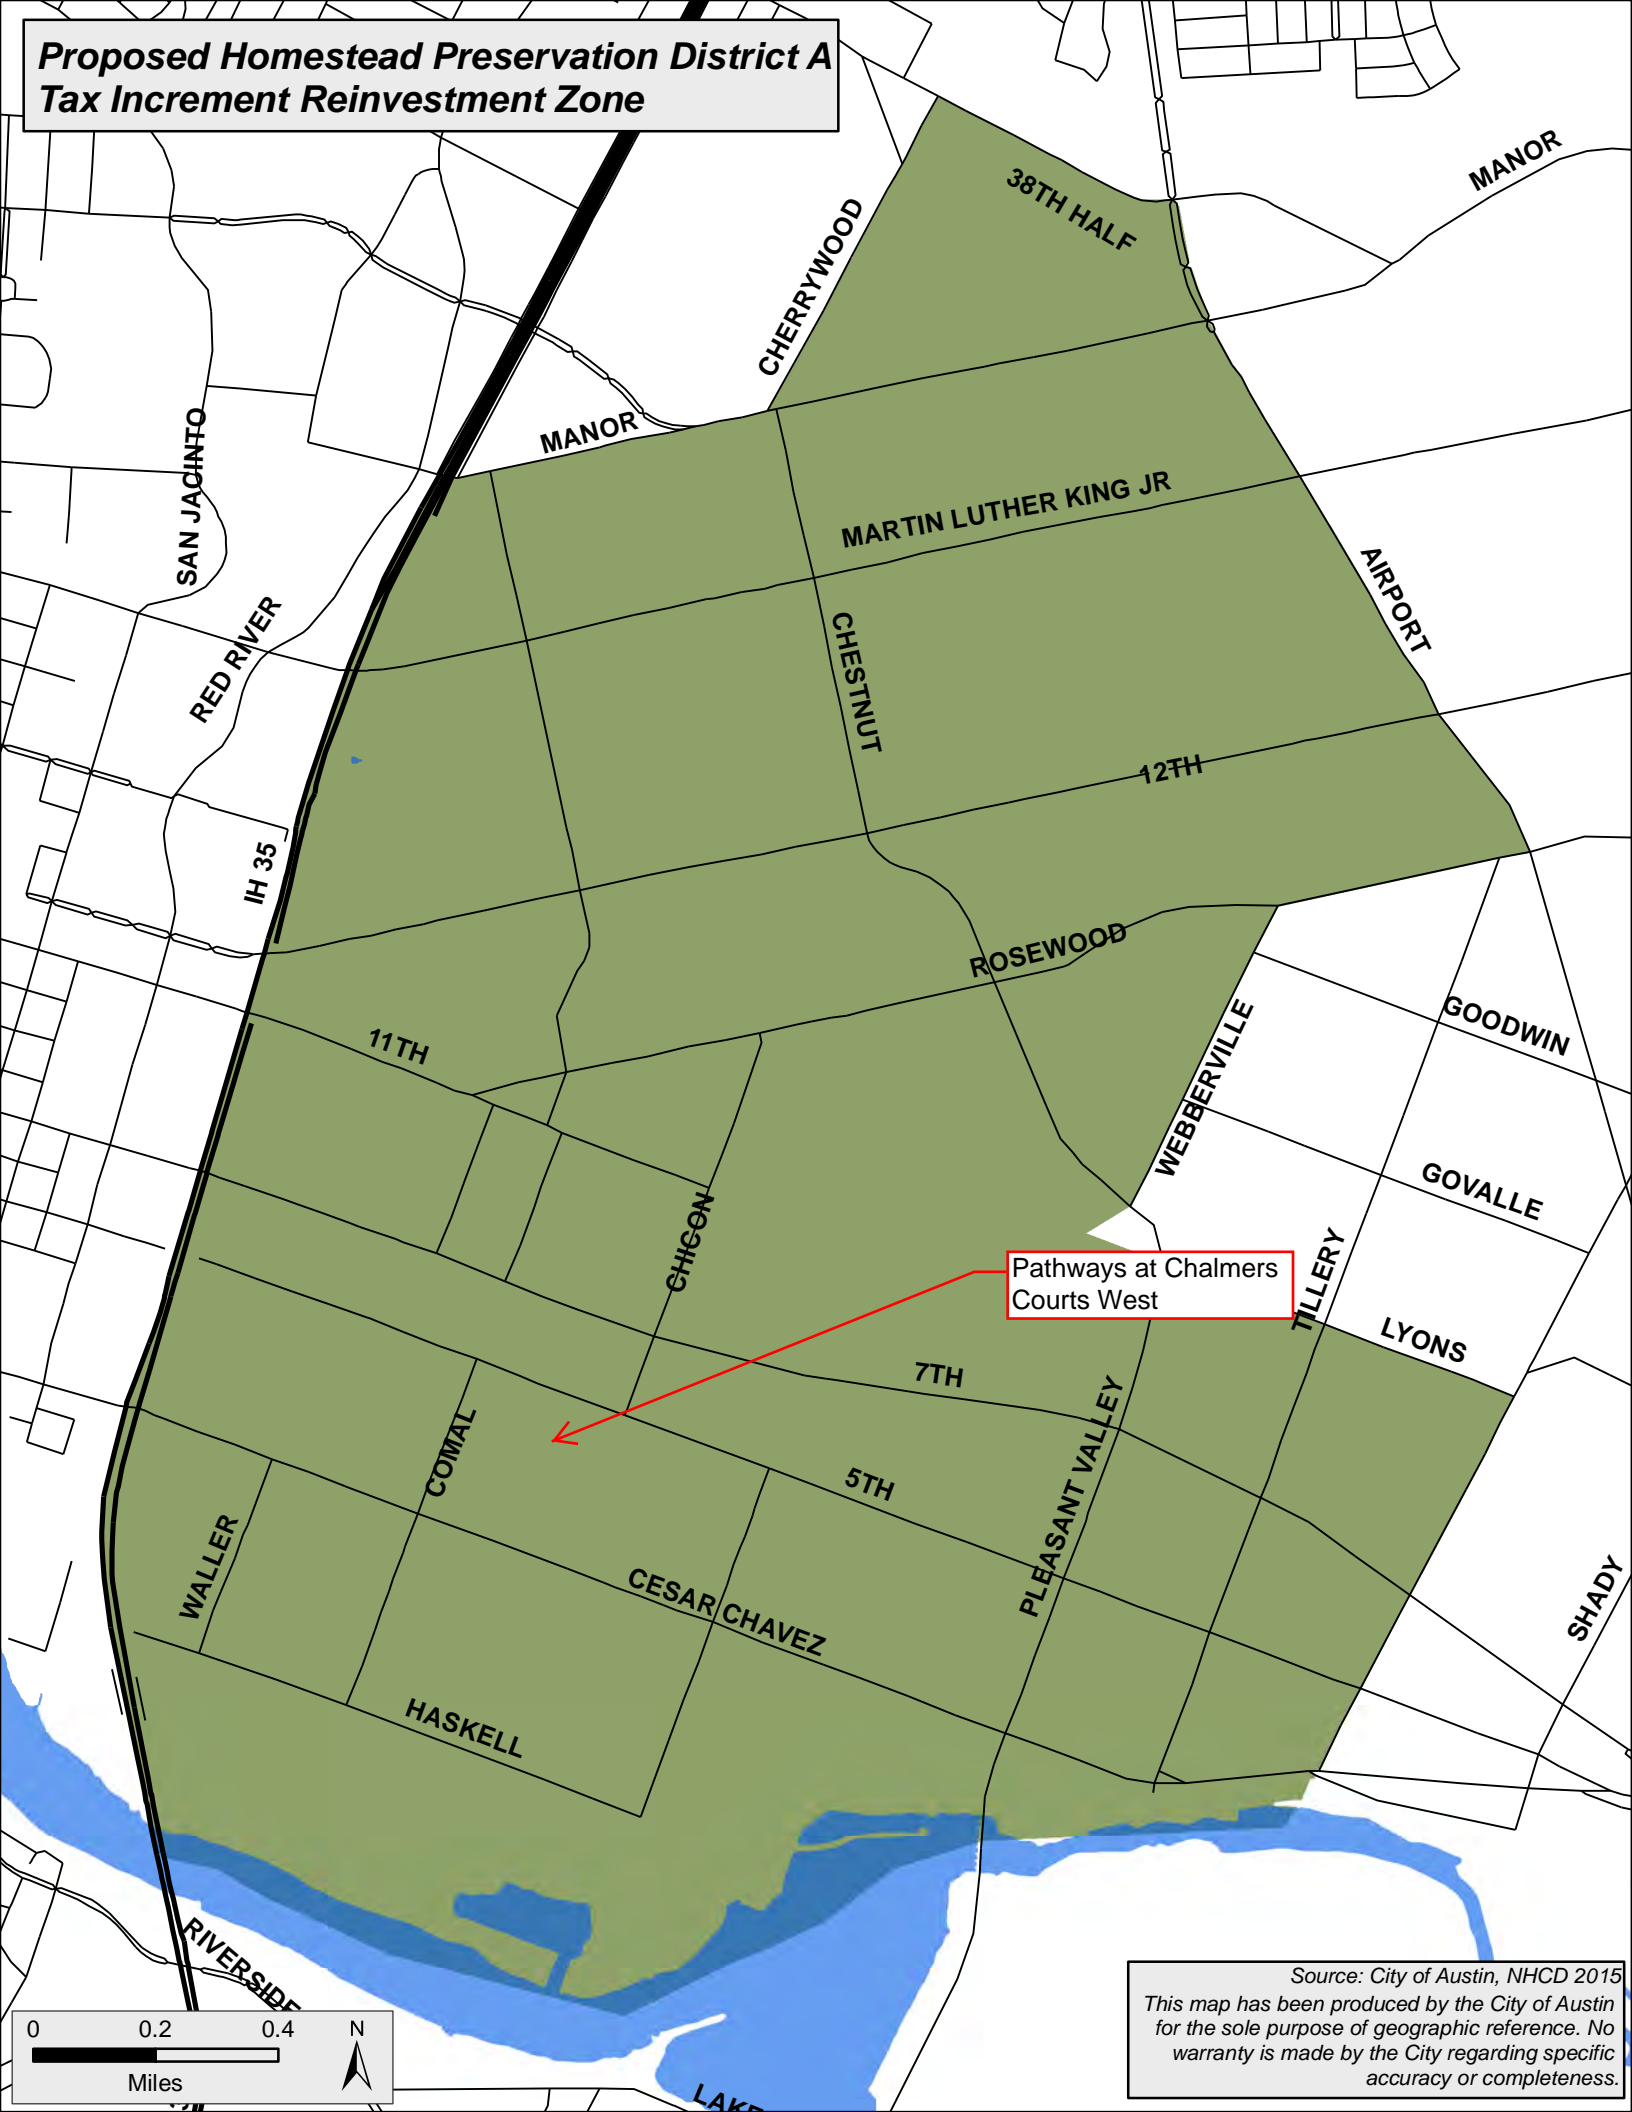 Proposed Homestead Preservation District A
Tax Increment Reinvestment Zone
MANOR
38TH HALF
CHERRYWOOD
MANOR
SAN JACINTO
MARTIN LUTHER KING JR
AIRPORT
RED RIVER
CHESTNUT
12TH
IH 35
ROSEWOOD
GOODWIN
11TH
WEBBERVILLE
GOVALLE
CHICON
Pathways at Chalmers
Courts West
TILLERY
LYONS
7TH
PLEASANT VALLEY
COMAL
5TH
WALLER
CESAR CHAVEZ
SHADY
HASKELL
RIVERSIDE
Source: City of Austin, NHCD 2015
This map has been produced by the City of Austin
for the sole purpose of geographic reference. No
warranty is made by the City regarding specific
accuracy or completeness.
0 0.2 0.4
N
Miles
LAKE